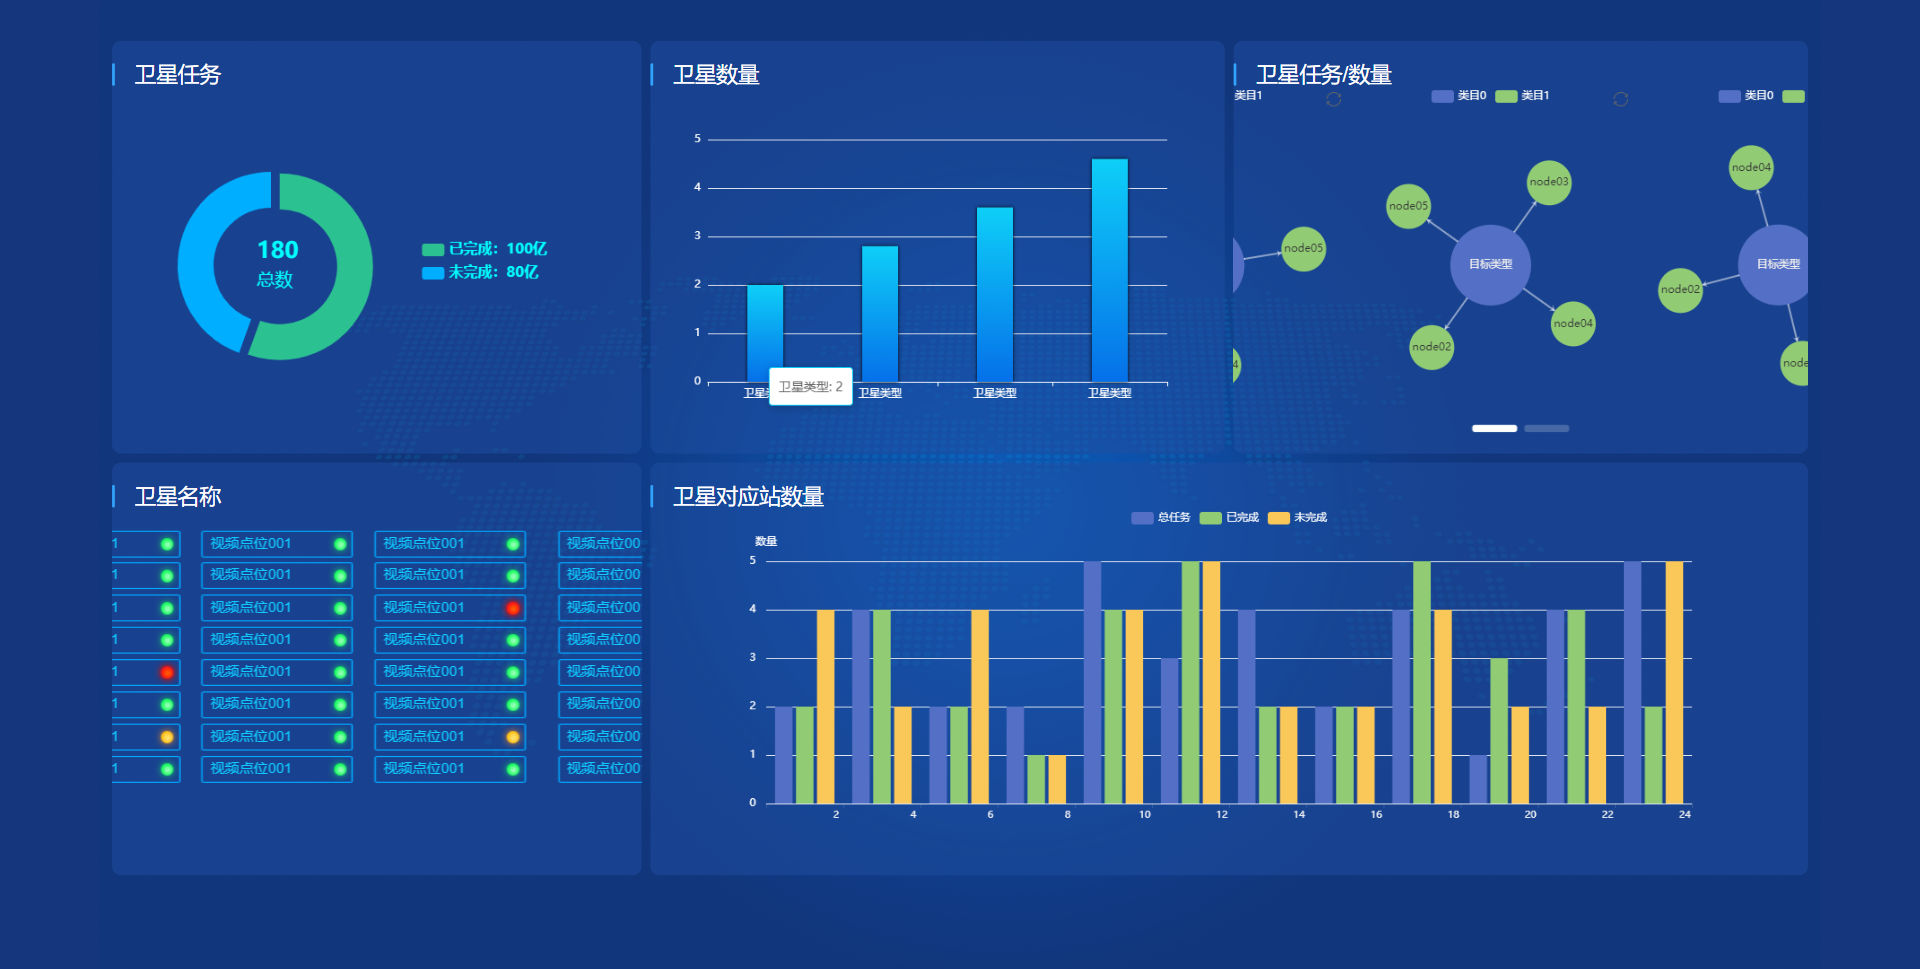 卫星任务
180
总数
已完成：100亿
未完成：80亿
卫星数量
5
4
3
2
1
0
卫星类型: 2
卫星
卫星类型
卫星类型
卫星类型
卫星任务/数量
类目1
类目0 类目1
类目0
node05
4
node03
node05
目标类型
node04
node02
node04
目标类型
node02
node
卫星名称
1 视频点位001 视频点位001 视频点位00
1 视频点位001 视频点位001 视频点位00
1 视频点位001 视频点位001 视频点位00
1 视频点位001 视频点位001 视频点位00
1 视频点位001 视频点位001 视频点位00
1 视频点位001 视频点位001 视频点位00
1 视频点位001 视频点位001 视频点位00
1 视频点位001 视频点位001 视频点位00
卫星对应站数量
总任务 已完成 未完成
数量
5
4
3
2
1
0
2 4 6 8 10 12 14 16 18 20 22 24